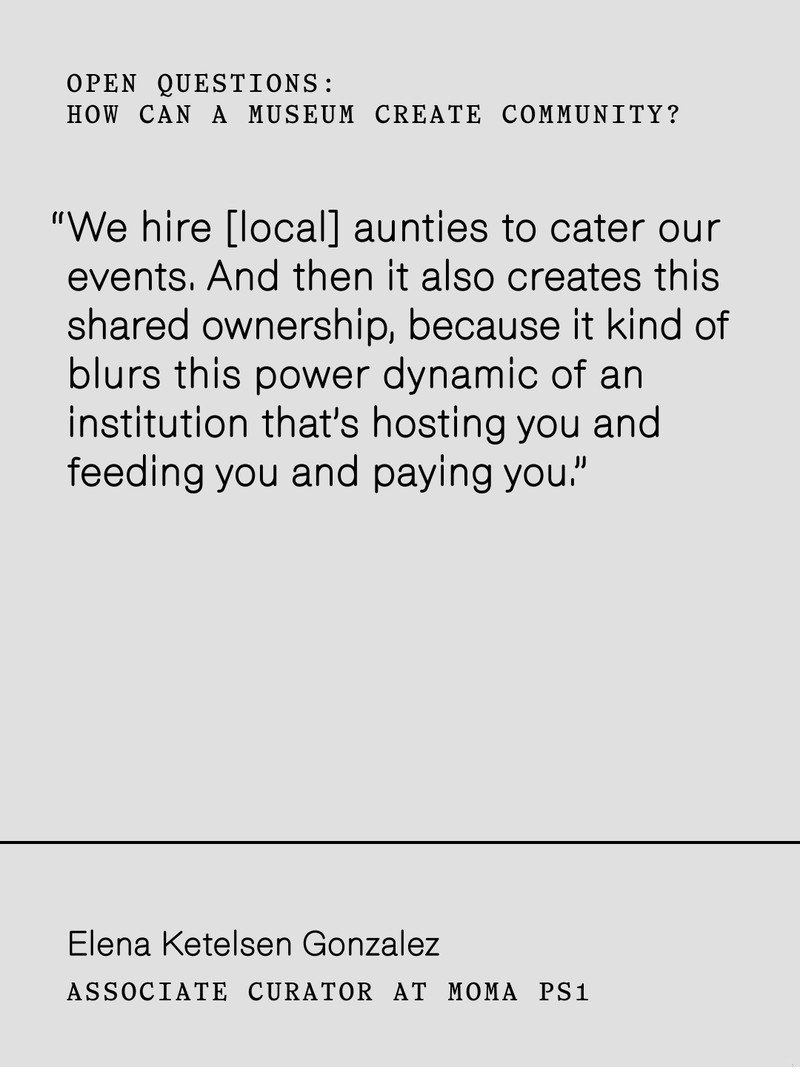 OPEN QUESTIONS:
HOW CAN A MUSEUM CREATE COMMUNITY?
“We hire [local] aunties to cater our
events. And then it also creates this
shared ownership, because it kind of
blurs this power dynamic of an
institution that’s hosting you and
feeding you and paying you.”
Elena Ketelsen Gonzalez
ASSOCIATE CURATOR AT MOMA PS1